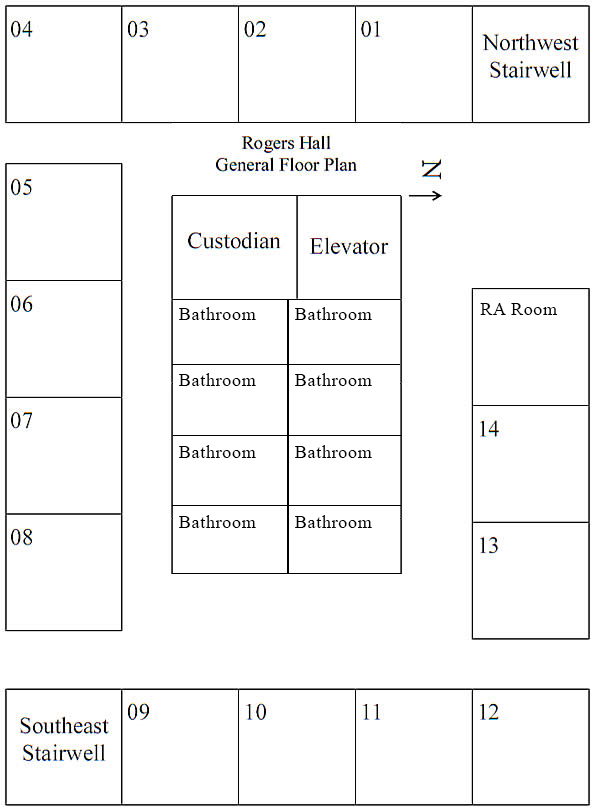 04
03
02
01
Northwest
Stairwell
Rogers Hall
General Floor Plan
N
05
Custodian
Elevator
06
RA Room
Bathroom
Bathroom
Bathroom
Bathroom
07
14
Bathroom
Bathroom
08
Bathroom
Bathroom
13
Southeast
Stairwell
09
10
11
12